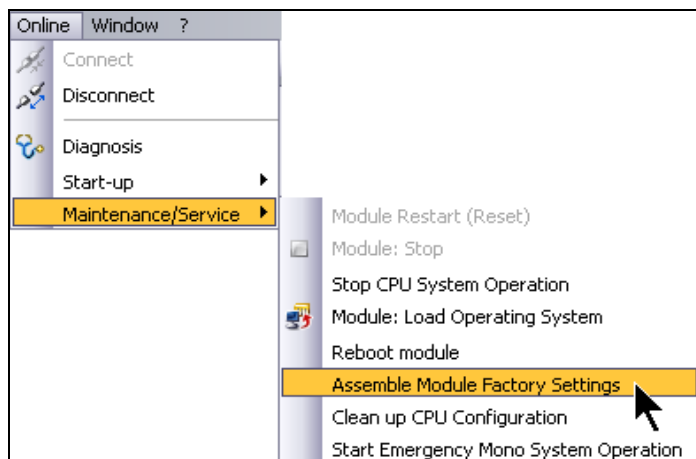 Online Window ?
Connect
Disconnect
Diagnosis
Start-up
Maintenance/Service
Module Restart (Reset)
Module: Stop
Stop CPU System Operation
Module: Load Operating System
Reboot module
Assemble Module Factory Settings
Clean up CPU Configuration
Start Emergency Mono System Operation